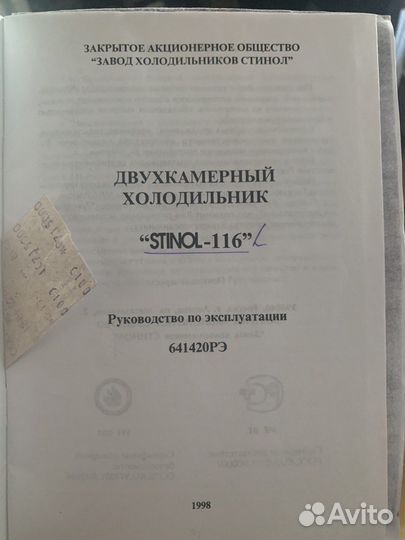 ЗАКРЫТОЕ АКЦИОНЕРНОЕ ОБЩЕСТВО
“ЗАВОД ХОЛОДИЛЬНИКОВ СТИНОЛ”
ДВУХКАМЕРНЫЙ
ХОЛОДИЛЬНИК
“STINOL-116” L
Руководство по эксплуатации
641420РЭ
1998
Avito